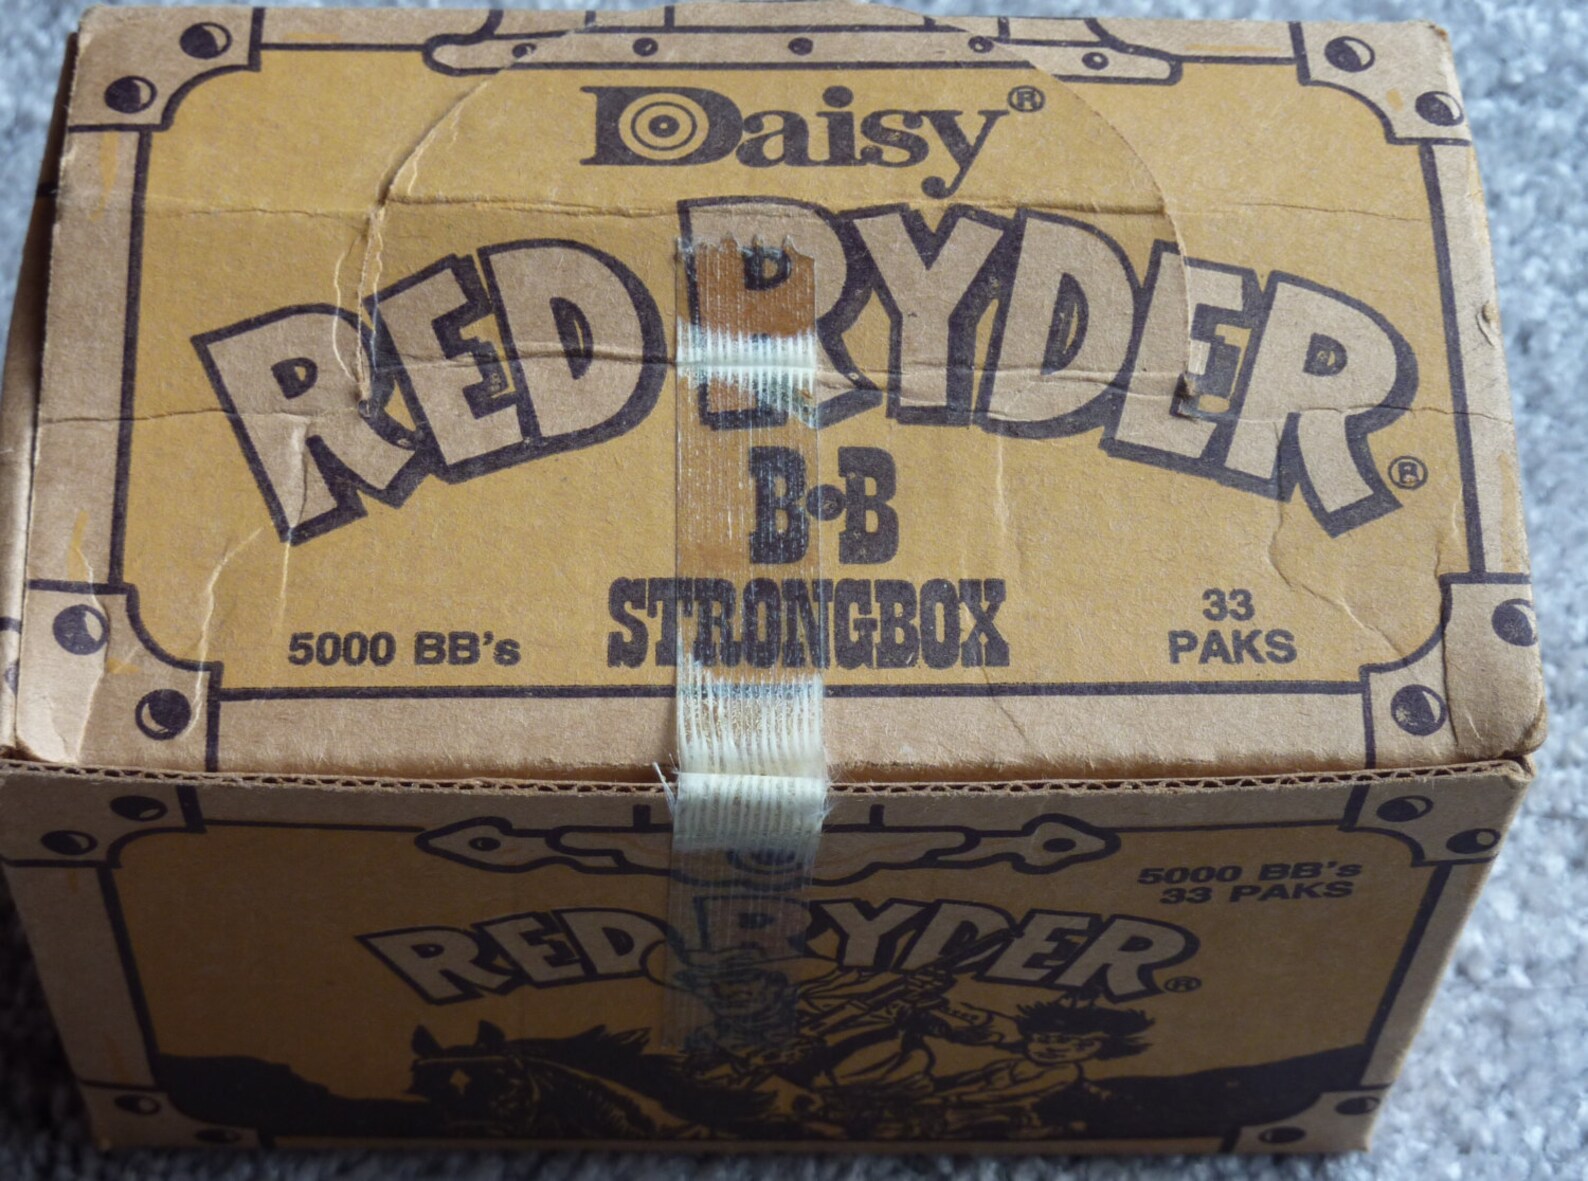 Daisy®
RED RYDER®
B•B
STRONGBOX
5000 BB's
33
PAKS
5000 BB's
33 PAKS
RED RYDER®